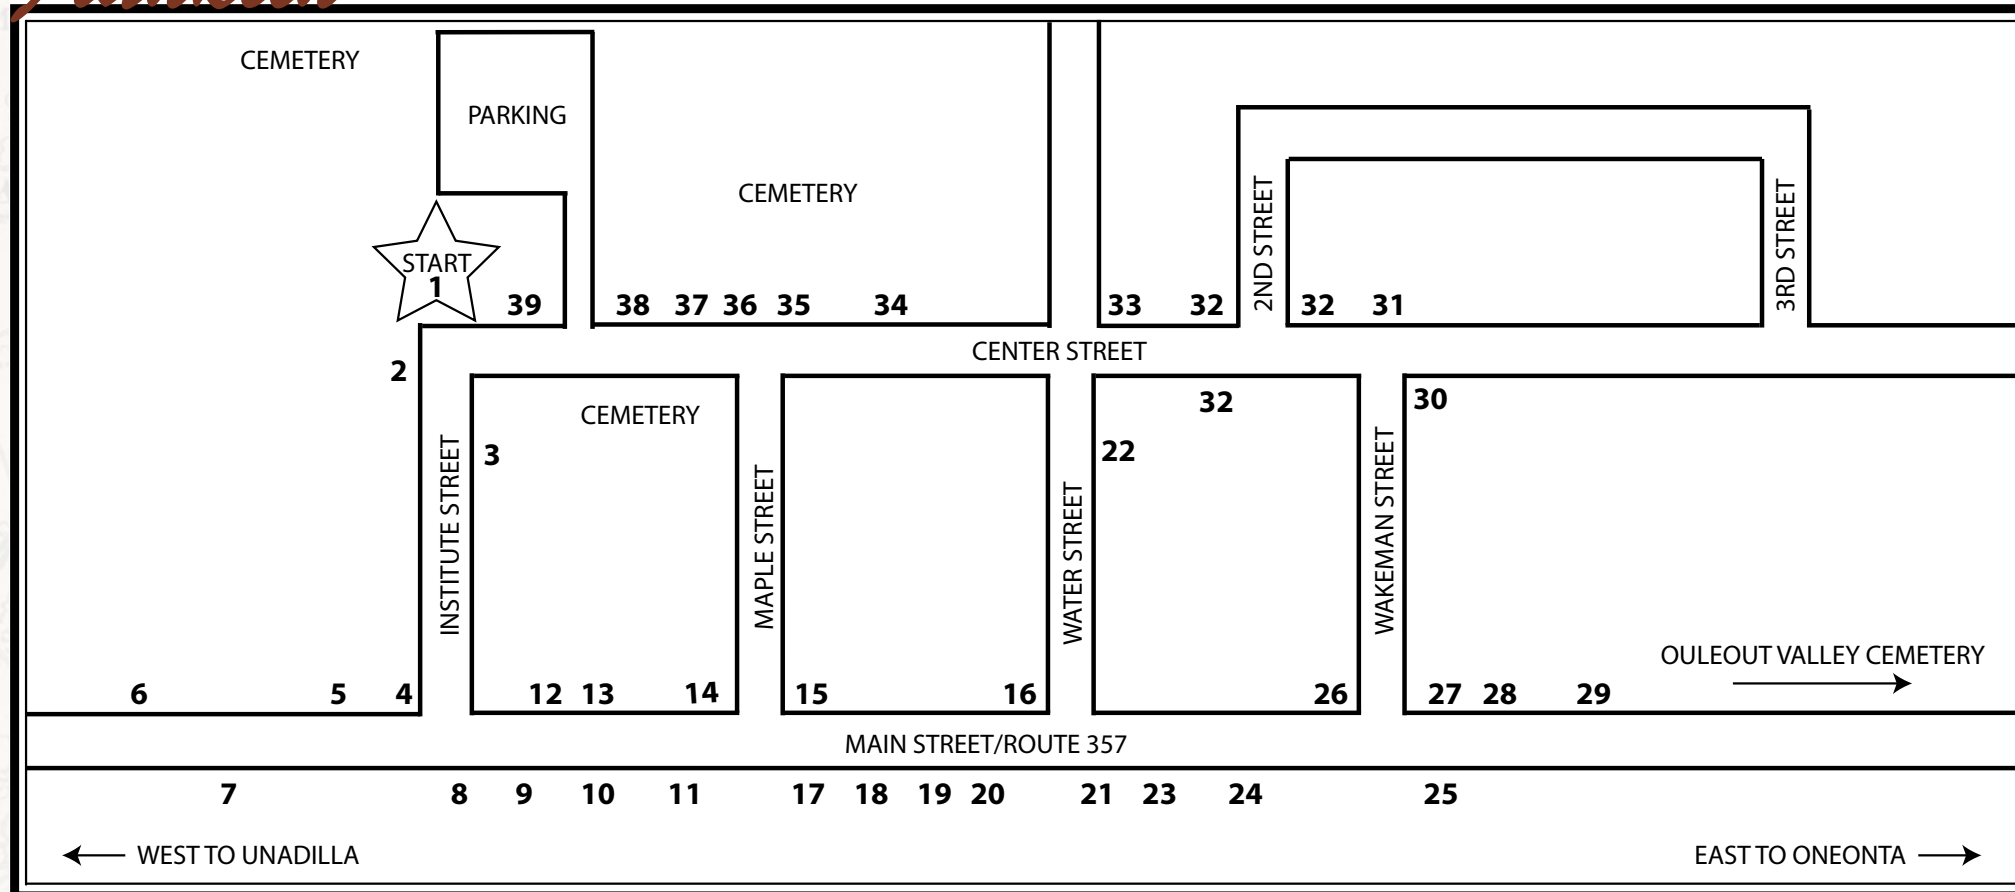 CEMETERY
PARKING
CEMETERY
START
1
39
38 37 36 35 34
33 32
2ND STREET
32 31
3RD STREET
CENTER STREET
2
INSTITUTE STREET
3
CEMETERY
MAPLE STREET
WATER STREET
22
32
WAKEMAN STREET
30
OULEOUT VALLEY CEMETERY
6 5 4
12 13 14
15 16
26
27 28 29
MAIN STREET/ROUTE 357
7 8 9 10 11 17 18 19 20 21 23 24 25
WEST TO UNADILLA
EAST TO ONEONTA